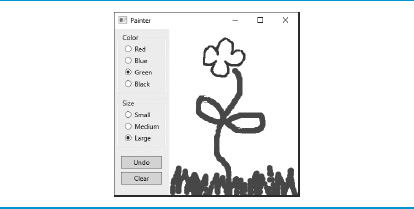 Painter
Color
Red
Blue
Green
Black
Size
Small
Medium
Large
Undo
Clear